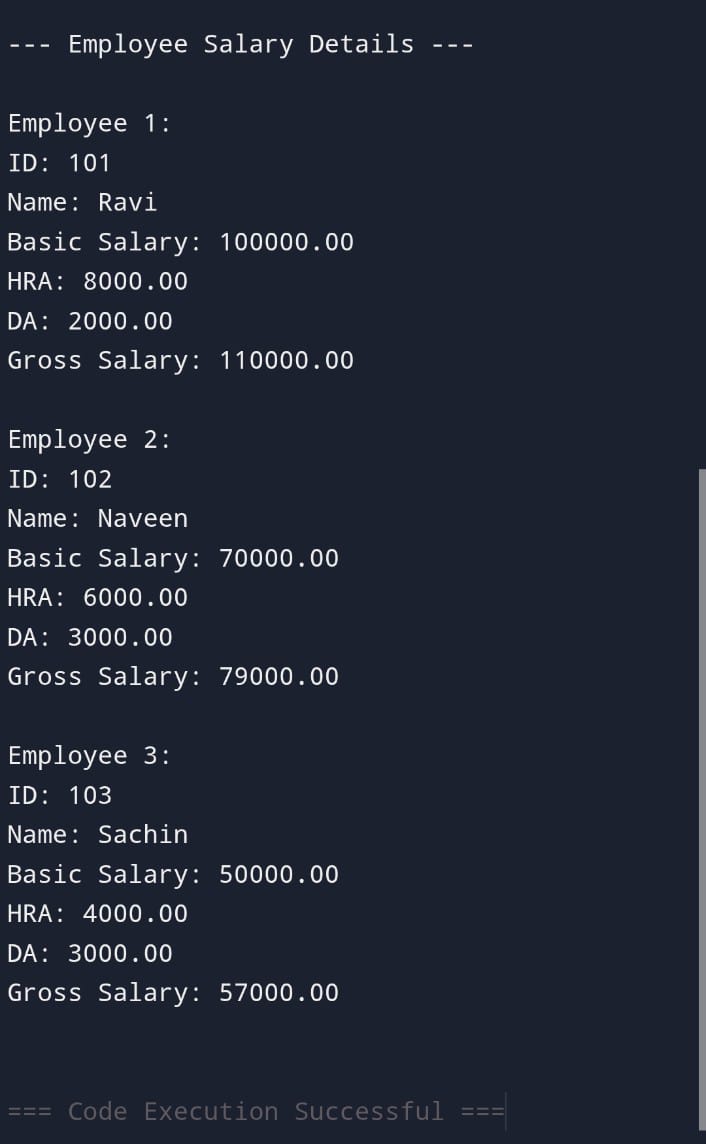 --- Employee Salary Details ---
Employee 1:
ID: 101
Name: Ravi
Basic Salary: 100000.00
HRA: 8000.00
DA: 2000.00
Gross Salary: 110000.00
Employee 2:
ID: 102
Name: Naveen
Basic Salary: 70000.00
HRA: 6000.00
DA: 3000.00
Gross Salary: 79000.00
Employee 3:
ID: 103
Name: Sachin
Basic Salary: 50000.00
HRA: 4000.00
DA: 3000.00
Gross Salary: 57000.00
=== Code Execution Successful ===